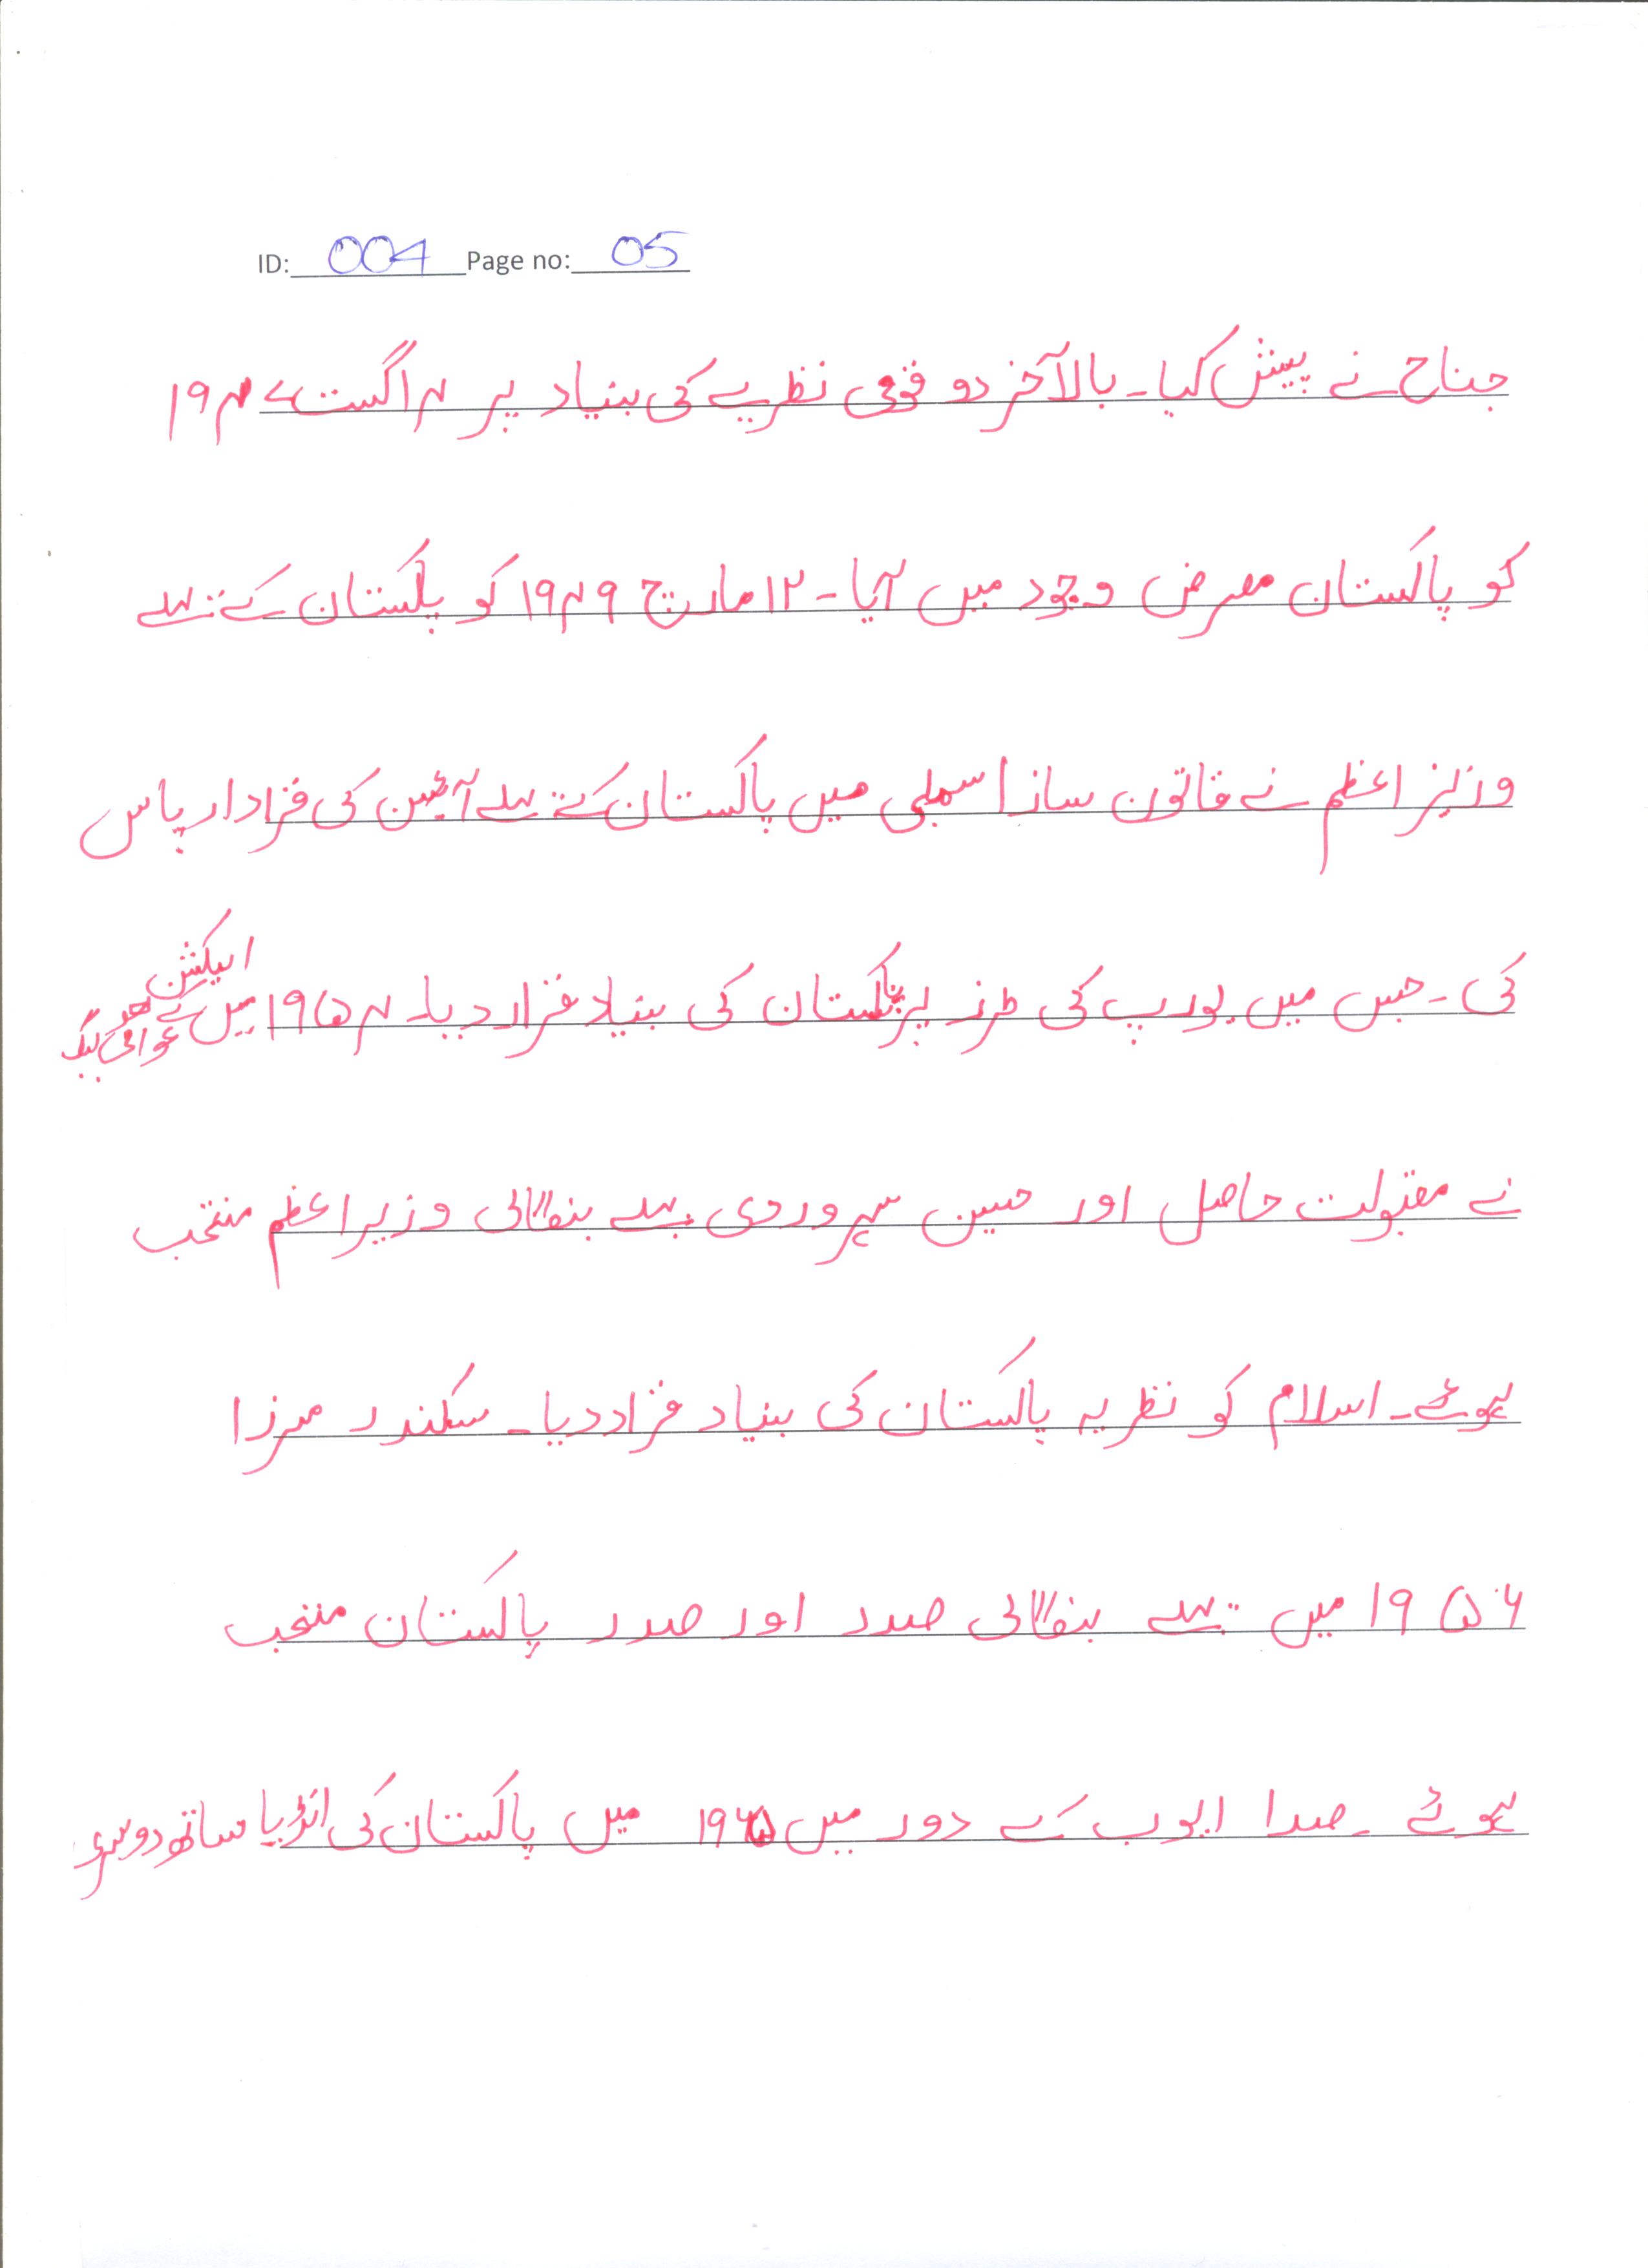 ID: 004 Page no: 05
جناح نے پیش کیا۔ بالآخر دو قومی نظریے کی بنیاد پر ۱۴ اگست ۱۹۴۷
کو پاکستان معرض وجود میں آیا۔ ۱۲ مارچ ۱۹۴۹ کو پاکستان کے پہلے
وزیر اعظم نے قانون ساز اسمبلی میں پاکستان کے پہلے آئین کی قرادار پاس
کی۔ جس میں یورپ کی طرز پر پاکستان کی بنیاد قرار دیا۔ ۱۹۵۴ میں الیکشن ہوئے عوامی لیگ
نے مقبولت حاصل اور حسین سہروردی پہلے بنگالی وزیراعظم منتخب
ہوئے۔ اسلام کو نظریہ پاکستان کی بنیاد قرار دیا۔ سکندر مرزا
۱۹۵۶ میں پہلے بنگالی صدر اور صدر پاکستان منتخب
ہوئے۔ صدا ایوب کے دور میں ۱۹۶۵ میں پاکستان کی انڈیا ساتھ دوسری